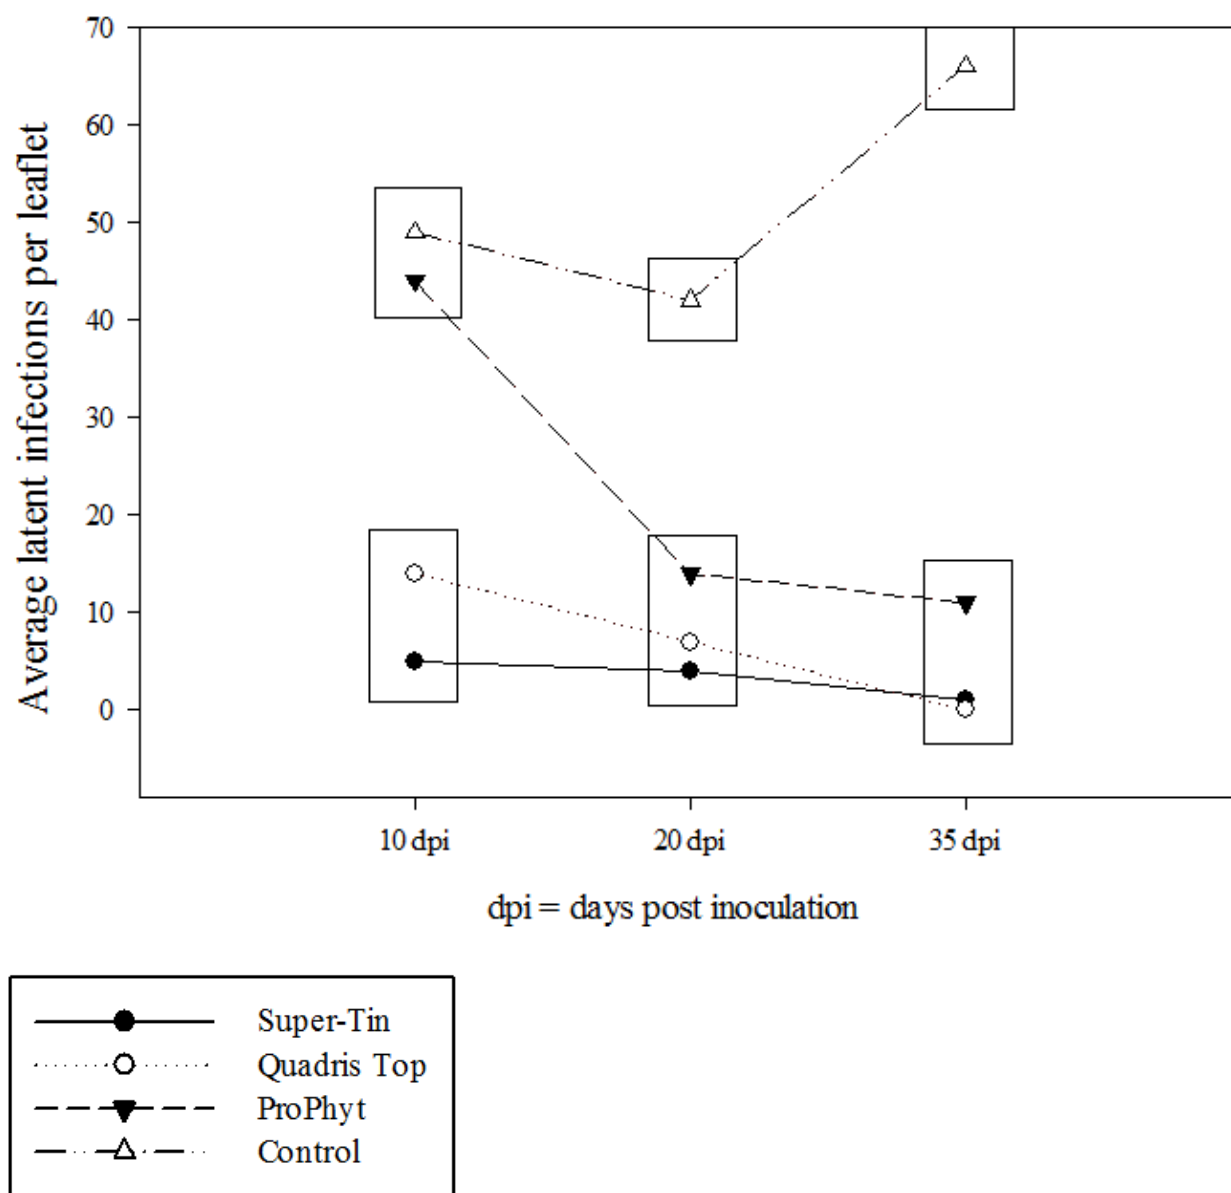 Average latent infections per leaflet
70
60
50
40
30
20
10
0
10 dpi
20 dpi
35 dpi
dpi = days post inoculation
Super-Tin
Quadris Top
ProPhyt
Control